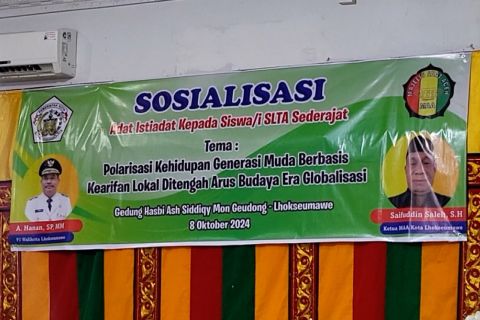 SOSIALISASI
Adat Istiadat Kepada Siswa/i SLTA Sederajat
Tema :
Polarisasi Kehidupan Generasi Muda Berbasis
Kearifan Lokal Ditengah Arus Budaya Era Globalisasi
Gedung Hasbi Ash Siddiqy Mon Geudong - Lhokseumawe
8 Oktober 2024
A. Hanan, SP, MM
PJ Walikota Lhokseumawe
MAA
Saifuddin Saleh, S.H
Ketua MAA Kota Lhokseumawe